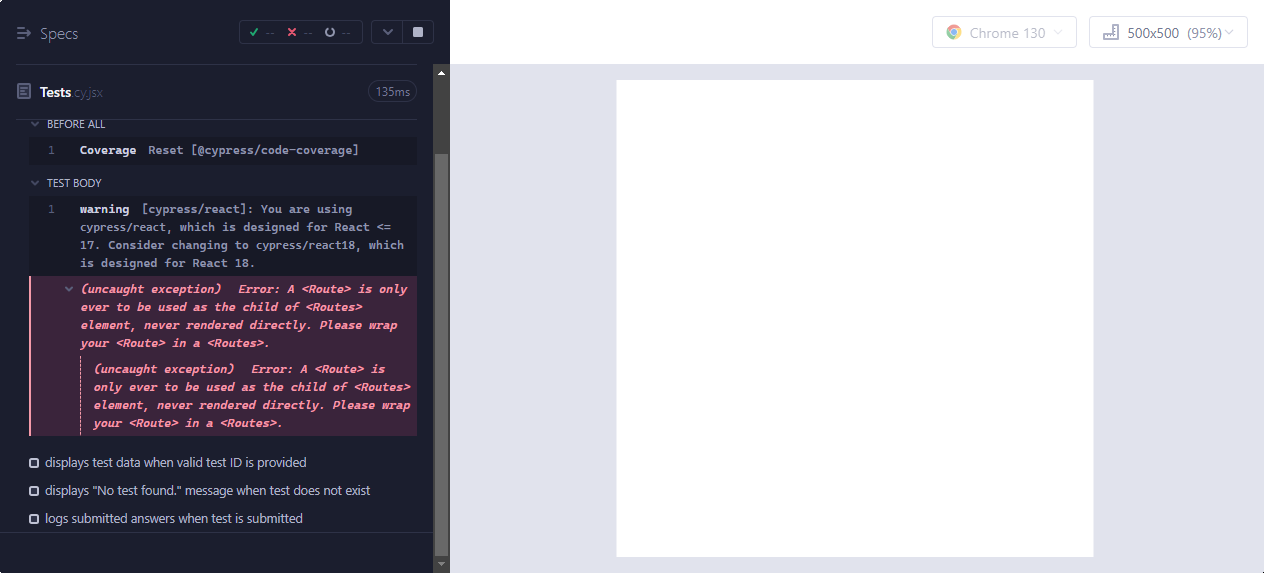 Specs
-- -- --
Chrome 130
500x500 (95%)
Tests.cy.jsx
135ms
BEFORE ALL
1 Coverage Reset [@cypress/code-coverage]
TEST BODY
1 warning [cypress/react]: You are using
cypress/react, which is designed for React <=
17. Consider changing to cypress/react18, which
is designed for React 18.
(uncaught exception) Error: A <Route> is only
ever to be used as the child of <Routes>
element, never rendered directly. Please wrap
your <Route> in a <Routes>.
(uncaught exception) Error: A <Route> is
only ever to be used as the child of <Routes>
element, never rendered directly. Please wrap
your <Route> in a <Routes>.
displays test data when valid test ID is provided
displays "No test found." message when test does not exist
logs submitted answers when test is submitted